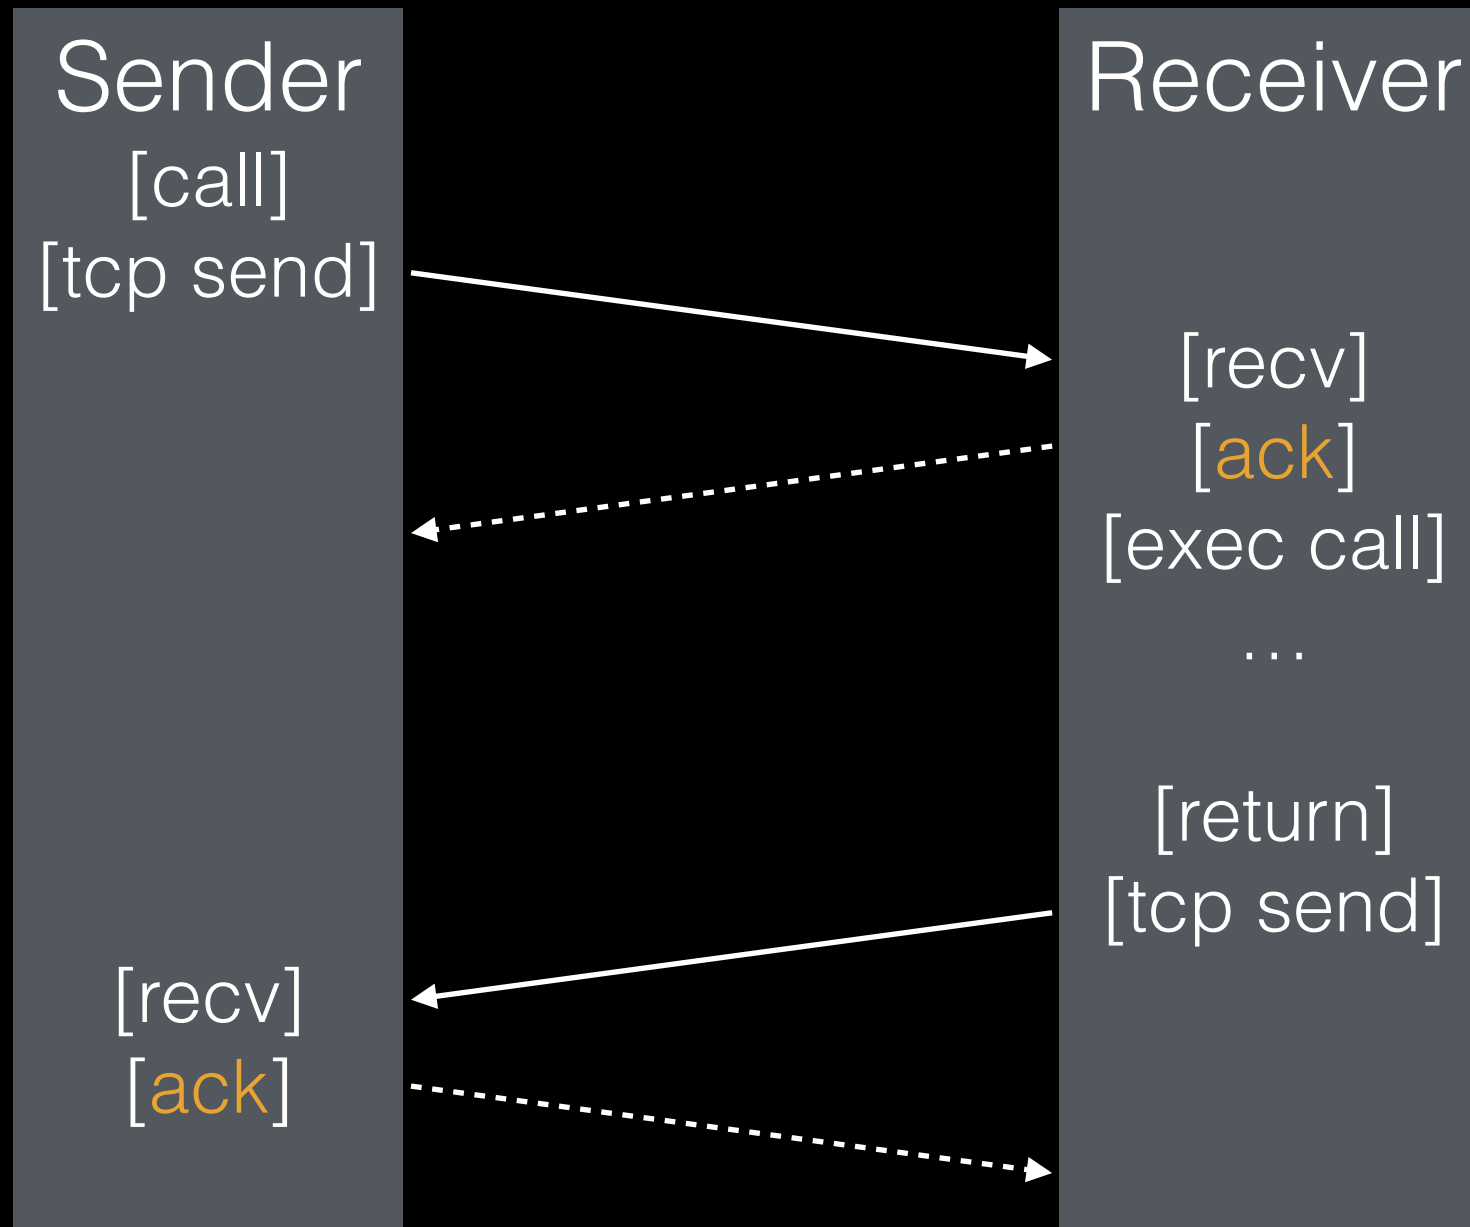 Sender
[call]
[tcp send]
[recv]
[ack]
Receiver
[recv]
[ack]
[exec call]
...
[return]
[tcp send]